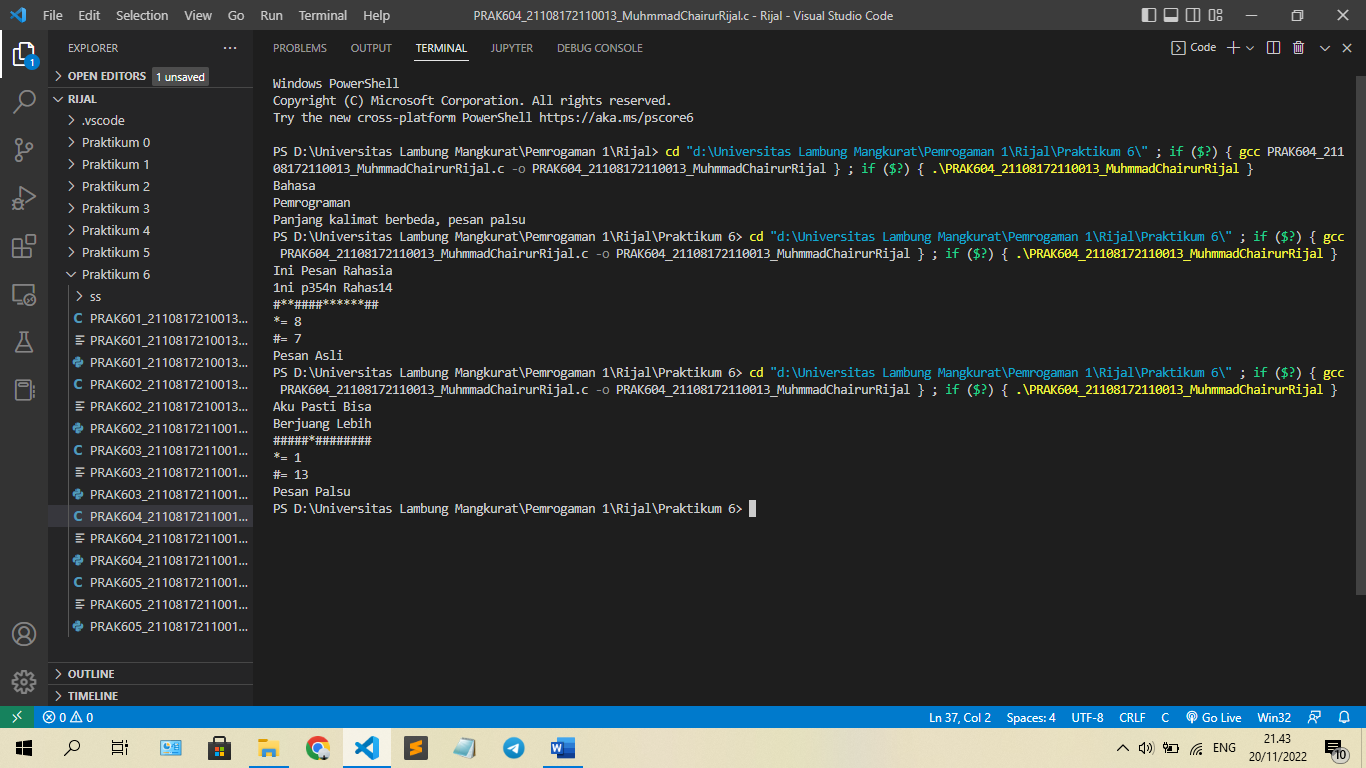 File Edit Selection View Go Run Terminal Help PRAK604_21108172110013_MuhmmadChairurRijal.c - Rijal - Visual Studio Code
EXPLORER
OPEN EDITORS 1 unsaved
RIJAL
.vscode
Praktikum 0
Praktikum 1
Praktikum 2
Praktikum 3
Praktikum 4
Praktikum 5
Praktikum 6
ss
PRAK601_2110817210013...
PRAK601_2110817210013...
PRAK601_2110817210013...
PRAK602_2110817210013...
PRAK602_2110817210013...
PRAK602_2110817211001...
PRAK603_2110817211001...
PRAK603_2110817211001...
PRAK603_2110817211001...
PRAK604_2110817211001...
PRAK604_2110817211001...
PRAK604_2110817211001...
PRAK605_2110817211001...
PRAK605_2110817211001...
PRAK605_2110817211001...
OUTLINE
TIMELINE
1
PROBLEMS OUTPUT TERMINAL JUPYTER DEBUG CONSOLE Code
Windows PowerShell
Copyright (C) Microsoft Corporation. All rights reserved.
Try the new cross-platform PowerShell https://aka.ms/pscore6
PS D:\Universitas Lambung Mangkurat\Pemrogaman 1\Rijal> cd "d:\Universitas Lambung Mangkurat\Pemrogaman 1\Rijal\Praktikum 6\" ; if ($?) { gcc PRAK604_211
08172110013_MuhmmadChairurRijal.c -o PRAK604_21108172110013_MuhmmadChairurRijal } ; if ($?) { .\PRAK604_21108172110013_MuhmmadChairurRijal }
Bahasa
Pemrograman
Panjang kalimat berbeda, pesan palsu
PS D:\Universitas Lambung Mangkurat\Pemrogaman 1\Rijal\Praktikum 6> cd "d:\Universitas Lambung Mangkurat\Pemrogaman 1\Rijal\Praktikum 6\" ; if ($?) { gcc
PRAK604_21108172110013_MuhmmadChairurRijal.c -o PRAK604_21108172110013_MuhmmadChairurRijal } ; if ($?) { .\PRAK604_21108172110013_MuhmmadChairurRijal }
Ini Pesan Rahasia
1ni p354n Rahas14
#**####******##
*= 8
#= 7
Pesan Asli
PS D:\Universitas Lambung Mangkurat\Pemrogaman 1\Rijal\Praktikum 6> cd "d:\Universitas Lambung Mangkurat\Pemrogaman 1\Rijal\Praktikum 6\" ; if ($?) { gcc
PRAK604_21108172110013_MuhmmadChairurRijal.c -o PRAK604_21108172110013_MuhmmadChairurRijal } ; if ($?) { .\PRAK604_21108172110013_MuhmmadChairurRijal }
Aku Pasti Bisa
Berjuang Lebih
#####*########
*= 1
#= 13
Pesan Palsu
PS D:\Universitas Lambung Mangkurat\Pemrogaman 1\Rijal\Praktikum 6>
0 0 Ln 37, Col 2 Spaces: 4 UTF-8 CRLF C Go Live Win32
ENG
21.43
20/11/2022
10